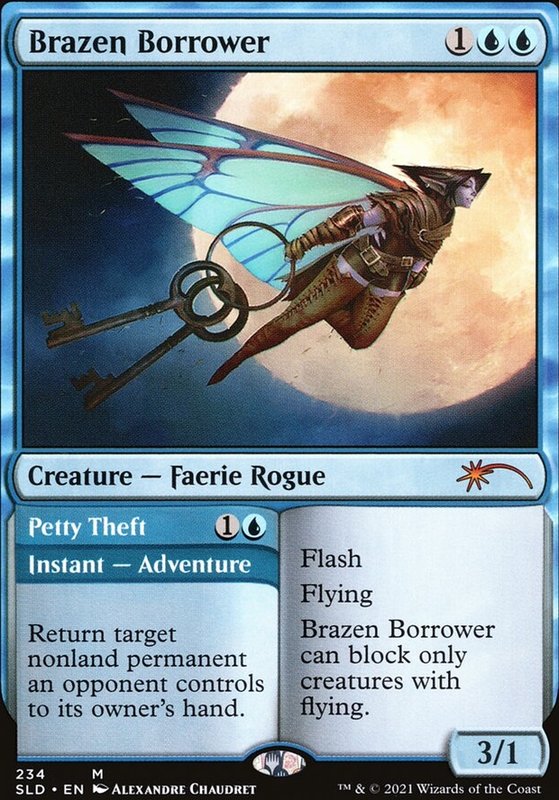 Brazen Borrower 1
Creature — Faerie Rogue
Petty Theft 1
Instant — Adventure
Return target
nonland permanent
an opponent controls
to its owner's hand.
Flash
Flying
Brazen Borrower
can block only
creatures with
flying.
3/1
234 M
SLD • EN Alexandre Chaudret
™ & © 2021 Wizards of the Coast